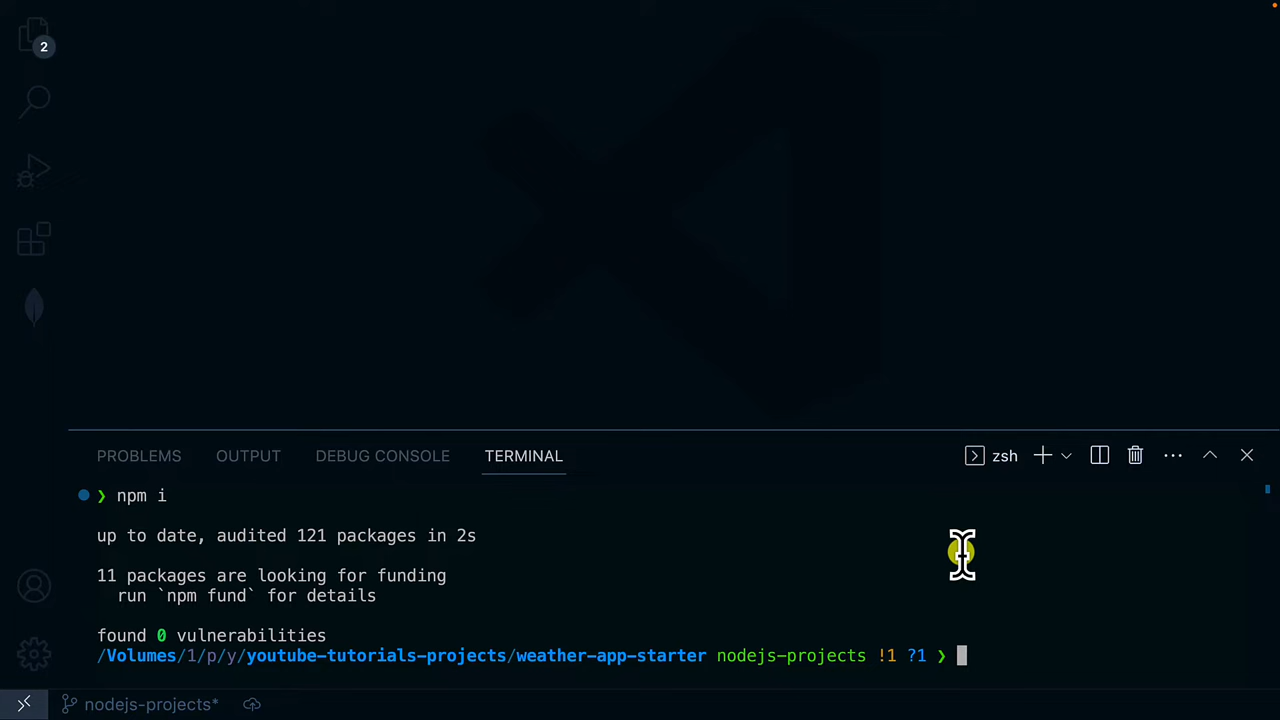 2
PROBLEMS OUTPUT DEBUG CONSOLE TERMINAL zsh
❯ npm i
up to date, audited 121 packages in 2s
11 packages are looking for funding
run `npm fund` for details
found 0 vulnerabilities
/Volumes/1/p/y/youtube-tutorials-projects/weather-app-starter nodejs-projects !1 ?1 ❯
nodejs-projects*